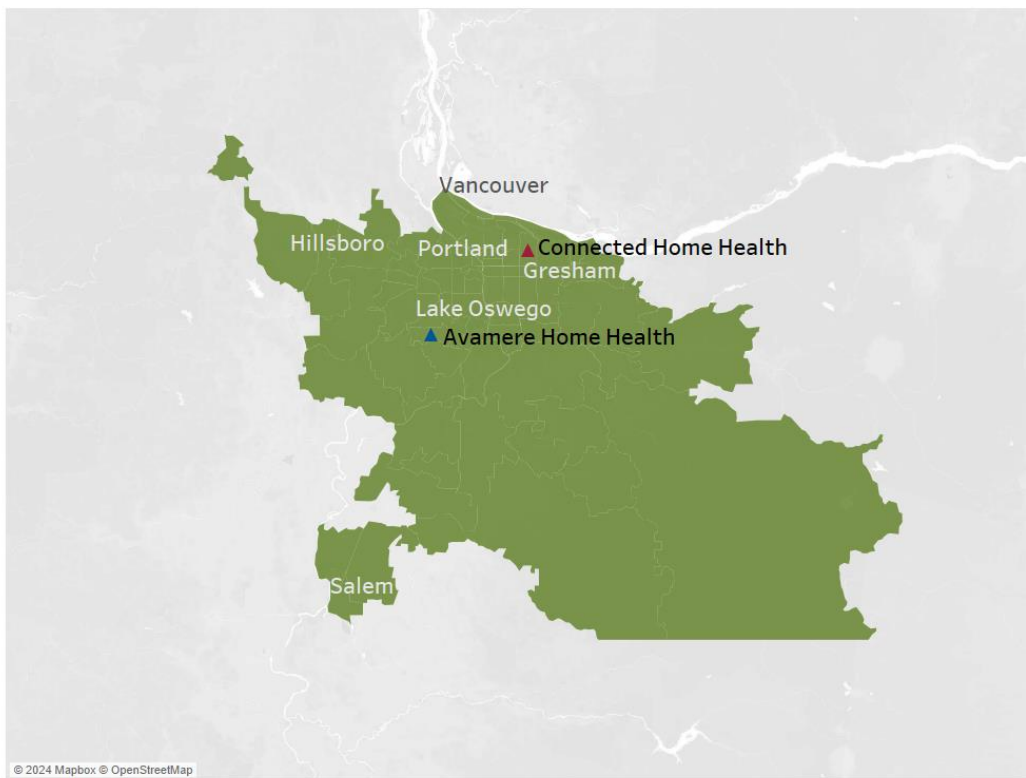 Vancouver
Hillsboro
Portland
Connected Home Health
Gresham
Lake Oswego
Avamere Home Health
Salem
© 2024 Mapbox © OpenStreetMap